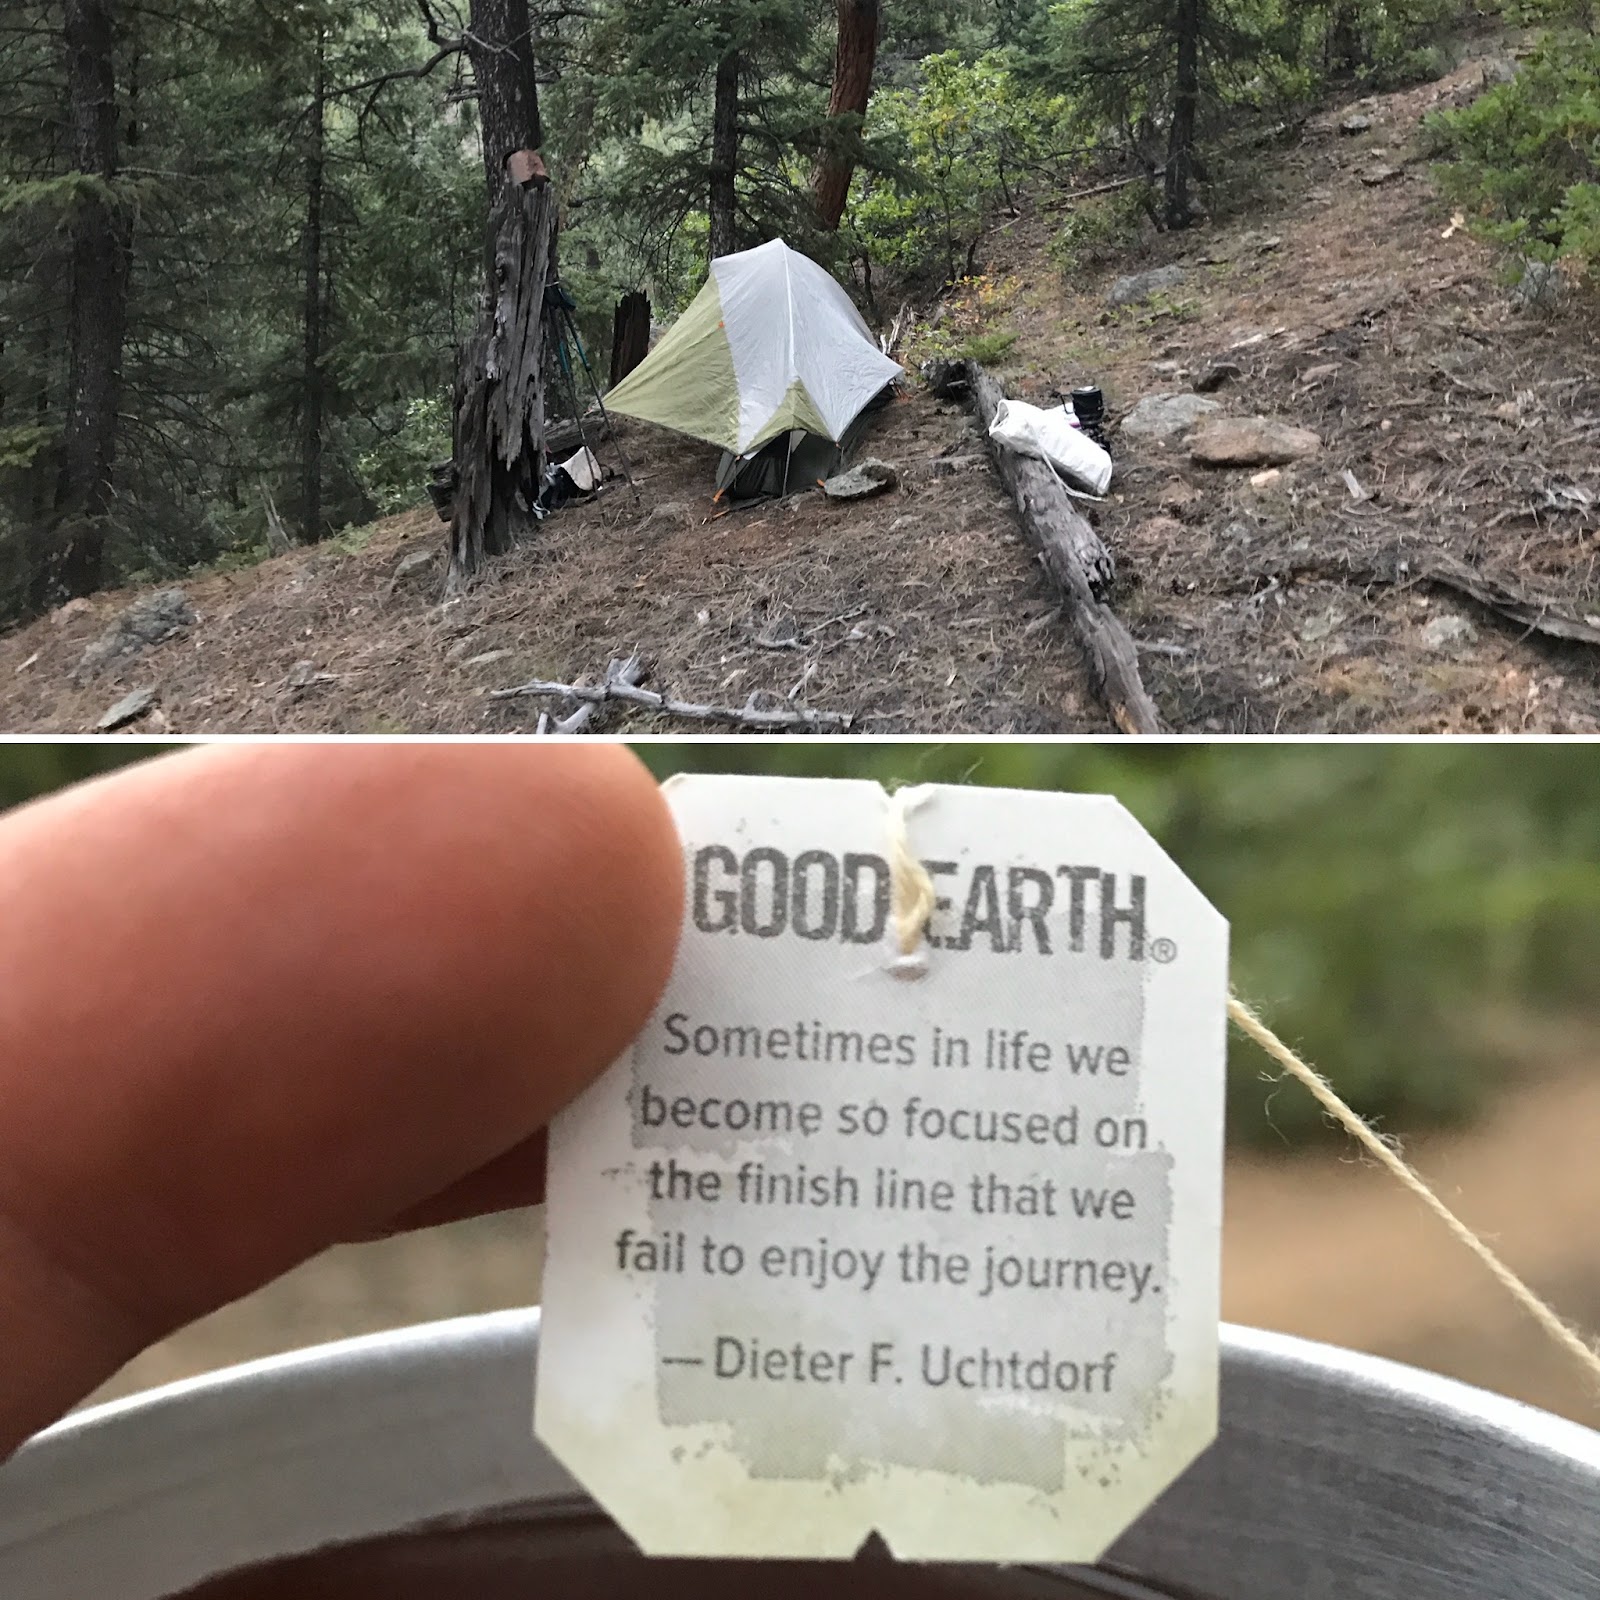 GOOD EARTH®
Sometimes in life we
become so focused on
the finish line that we
fail to enjoy the journey.
—Dieter F. Uchtdorf